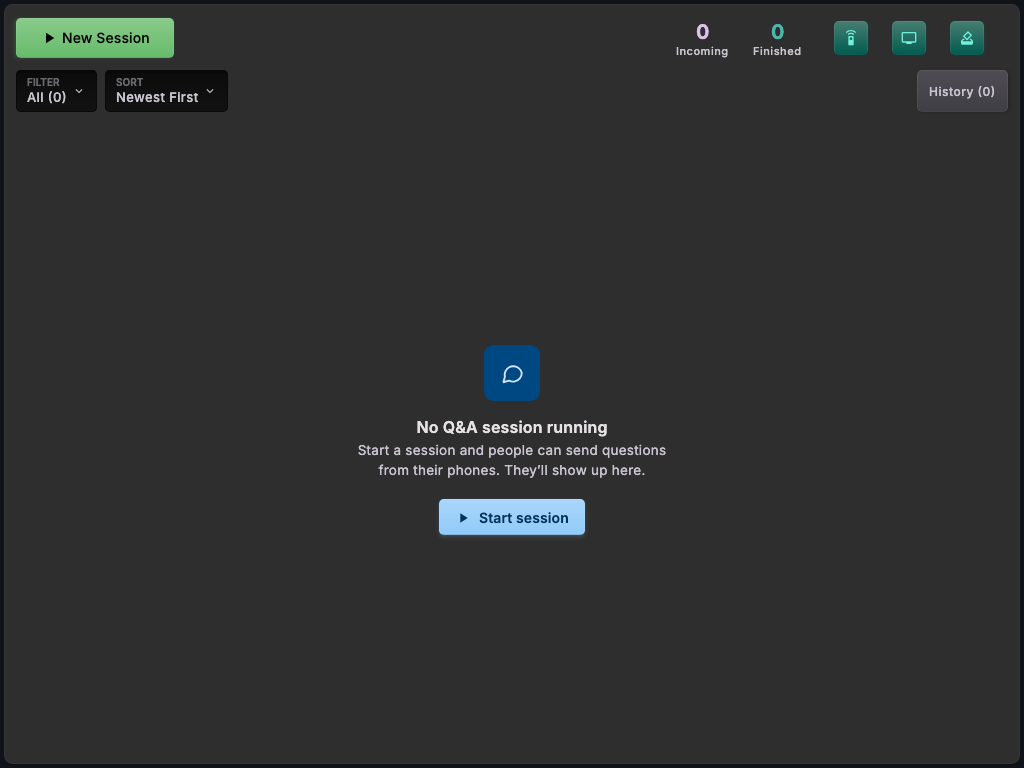 New Session
0
Incoming
0
Finished
FILTER
All (0)
SORT
Newest First
History (0)
No Q&A session running
Start a session and people can send questions
from their phones. They’ll show up here.
Start session